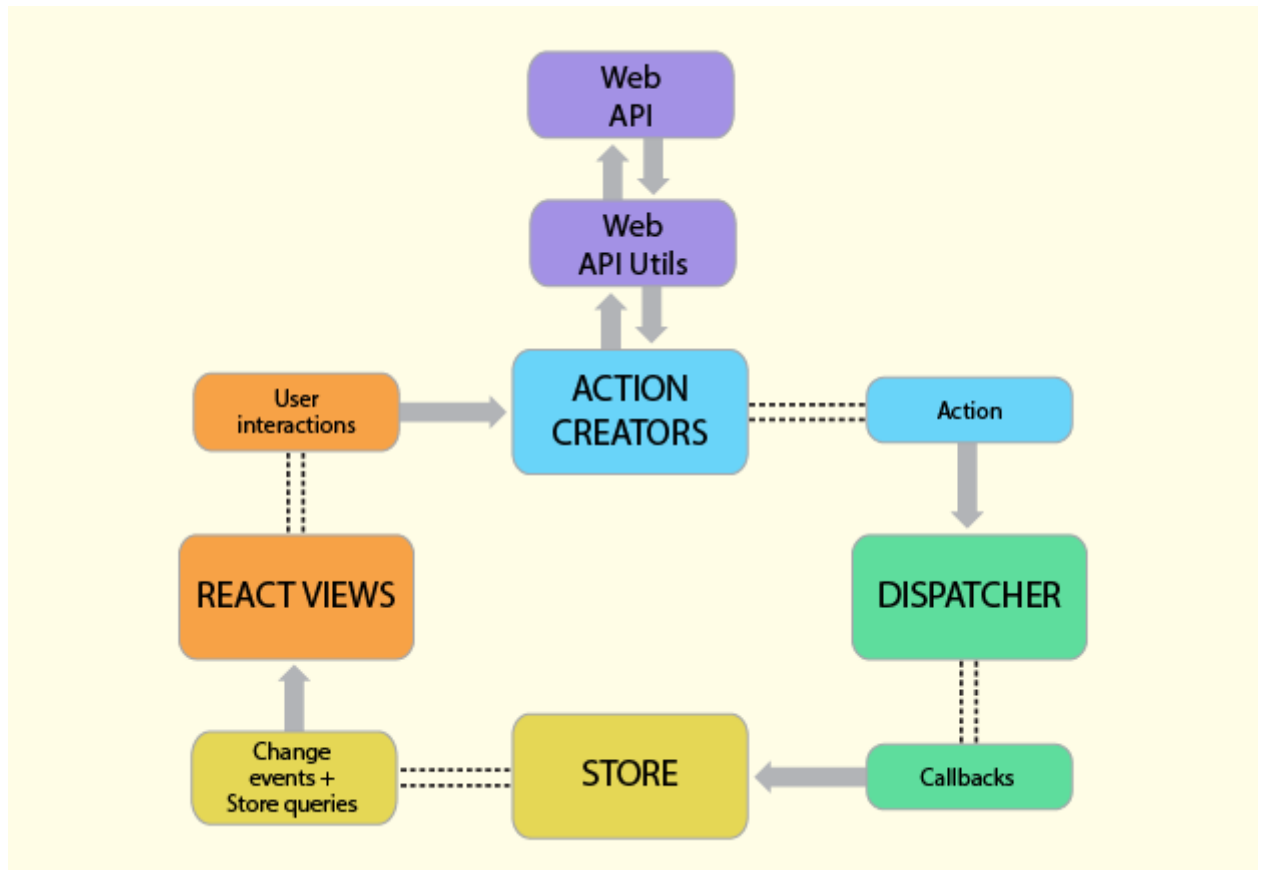 Web
API
Web
API Utils
User
interactions
ACTION
CREATORS
Action
REACT VIEWS
DISPATCHER
Change
events +
Store queries
STORE
Callbacks